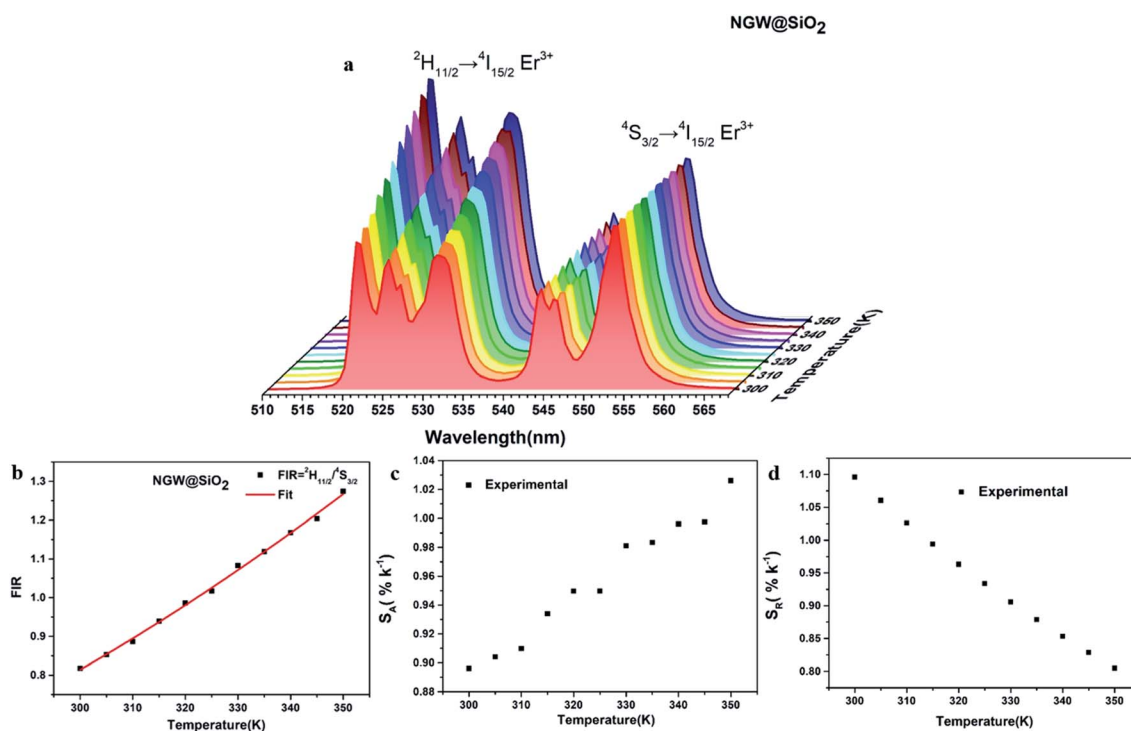 NGW@SiO2
a
2H11/2→4I15/2 Er3+
4S3/2→4I15/2 Er3+
350
340
330
320
310
300
Temperature(K)
510 515 520 525 530 535 540 545 550 555 560 565
Wavelength(nm)
b
NGW@SiO2
FIR=2H11/2/4S3/2
Fit
1.3
1.2
1.1
1.0
0.9
0.8
FIR
300 310 320 330 340 350
Temperature(K)
c
Experimental
1.04
1.02
1.00
0.98
0.96
0.94
0.92
0.90
0.88
SA( % k-1)
300 310 320 330 340 350
Temperature(K)
d
Experimental
1.10
1.05
1.00
0.95
0.90
0.85
0.80
SR( % k-1)
300 310 320 330 340 350
Temperature(K)